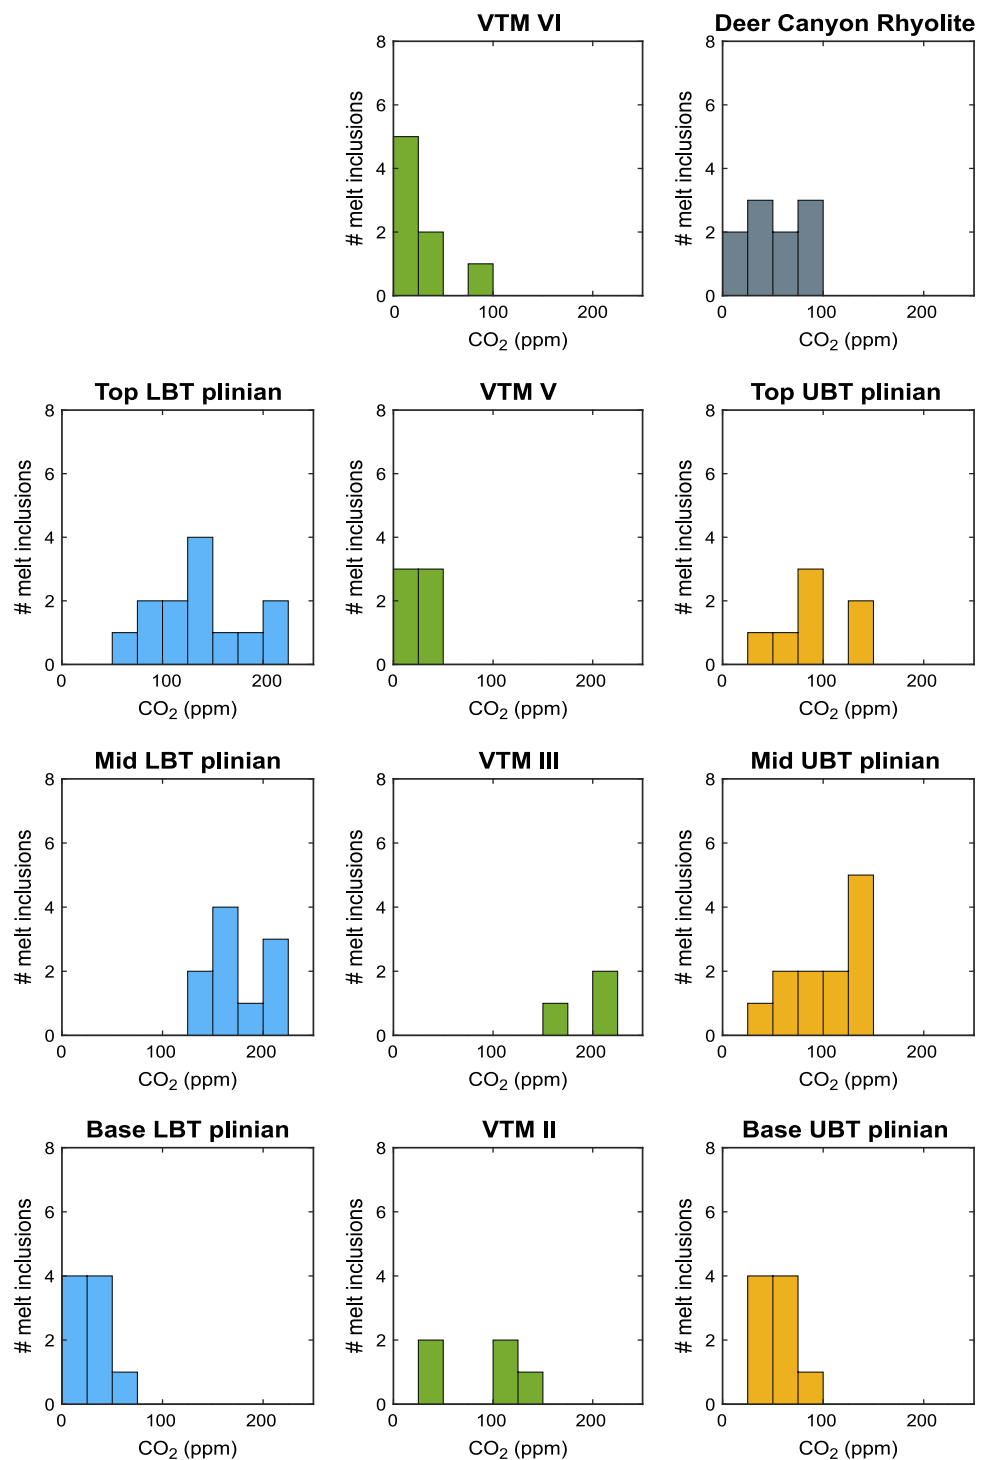 VTM VI
8
6
4
2
0
# melt inclusions
0 100 200
CO2 (ppm)
Deer Canyon Rhyolite
8
6
4
2
0
# melt inclusions
0 100 200
CO2 (ppm)
Top LBT plinian
8
6
4
2
0
# melt inclusions
0 100 200
CO2 (ppm)
VTM V
8
6
4
2
0
# melt inclusions
0 100 200
CO2 (ppm)
Top UBT plinian
8
6
4
2
0
# melt inclusions
0 100 200
CO2 (ppm)
Mid LBT plinian
8
6
4
2
0
# melt inclusions
0 100 200
CO2 (ppm)
VTM III
8
6
4
2
0
# melt inclusions
0 100 200
CO2 (ppm)
Mid UBT plinian
8
6
4
2
0
# melt inclusions
0 100 200
CO2 (ppm)
Base LBT plinian
8
6
4
2
0
# melt inclusions
0 100 200
CO2 (ppm)
VTM II
8
6
4
2
0
# melt inclusions
0 100 200
CO2 (ppm)
Base UBT plinian
8
6
4
2
0
# melt inclusions
0 100 200
CO2 (ppm)